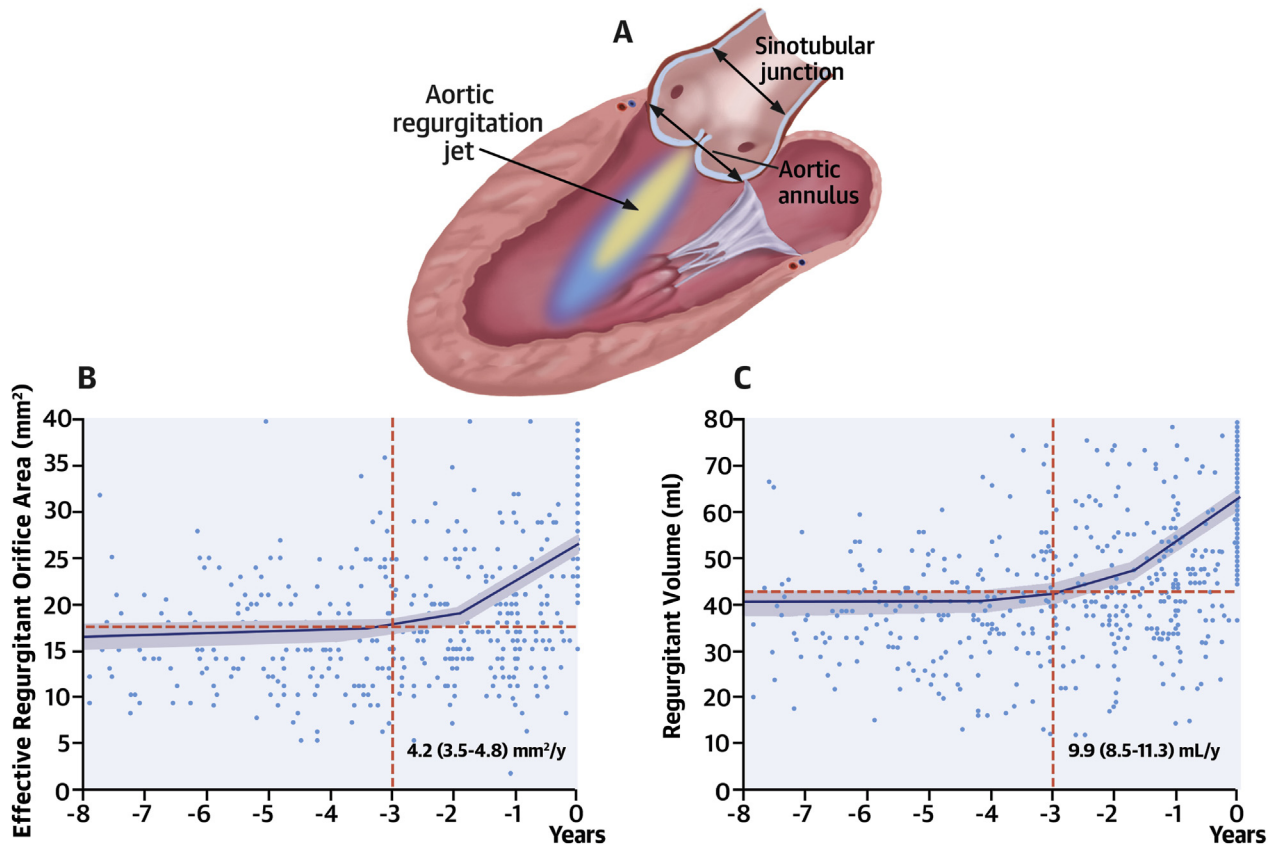 A
Sinotubular
junction
Aortic
regurgitation
jet
Aortic
annulus
B
Effective Regurgitant Orifice Area (mm²)
40
35
30
25
20
15
10
5
0
4.2 (3.5-4.8) mm²/y
-8 -7 -6 -5 -4 -3 -2 -1 0
Years
C
Regurgitant Volume (ml)
80
70
60
50
40
30
20
10
0
9.9 (8.5-11.3) mL/y
-8 -7 -6 -5 -4 -3 -2 -1 0
Years